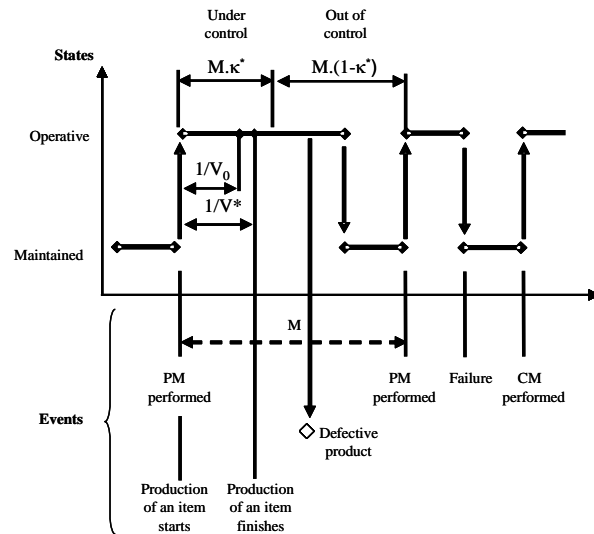 Under
control
Out of
control
States
M.κ*
M.(1-κ*)
Operative
1/V₀
1/V*
Maintained
M
PM
performed
PM
performed
Failure
CM
performed
Events
Defective
product
Production
of an item
starts
Production
of an item
finishes